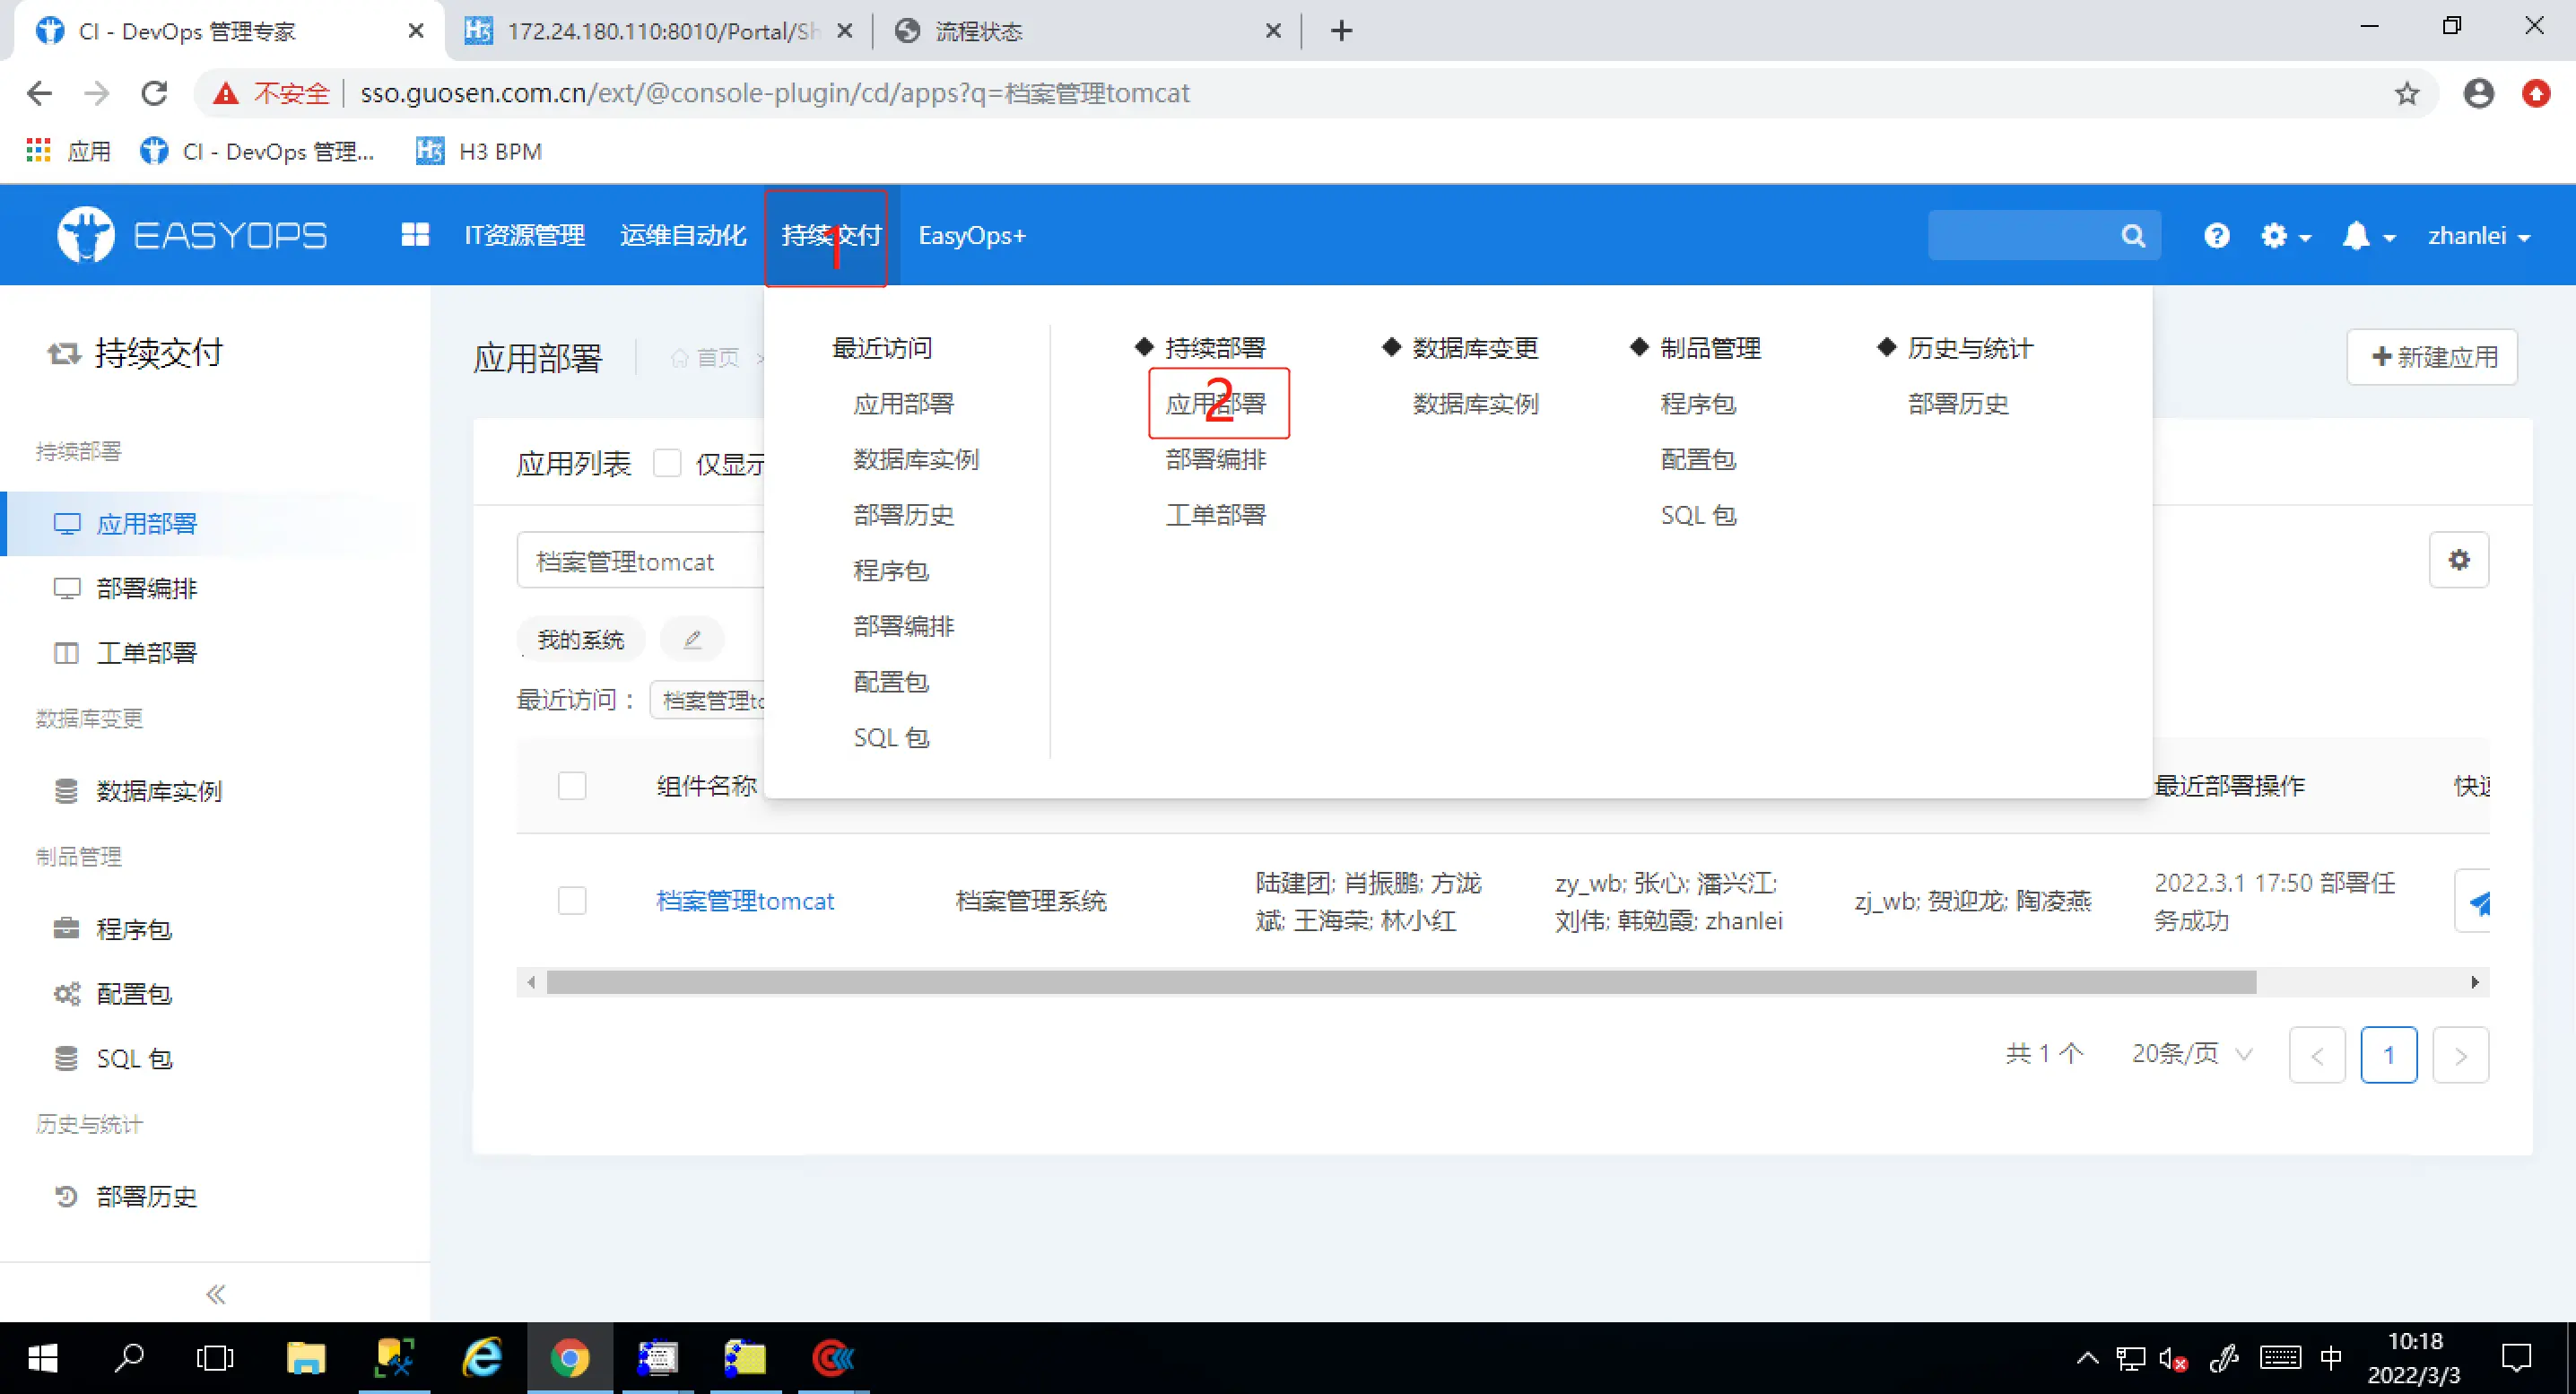 CI - DevOps 管理专家
172.24.180.110:8010/Portal/Sh
流程状态
不安全
sso.guosen.com.cn/ext/@console-plugin/cd/apps?q=档案管理tomcat
应用
CI - DevOps 管理...
H3 BPM
EASYOPS
IT资源管理
运维自动化
持续交付
1
EasyOps+
zhanlei
持续交付
持续部署
应用部署
部署编排
工单部署
数据库变更
数据库实例
制品管理
程序包
配置包
SQL 包
历史与统计
部署历史
应用部署
首页 >
新建应用
最近访问
应用部署
数据库实例
部署历史
程序包
部署编排
配置包
SQL 包
持续部署
应用部署
2
部署编排
工单部署
数据库变更
数据库实例
制品管理
程序包
配置包
SQL 包
历史与统计
部署历史
应用列表
仅显示
档案管理tomcat
我的系统
最近访问：
档案管理to
组件名称
最近部署操作
快速
档案管理tomcat
档案管理系统
陆建团; 肖振鹏; 方泷
斌; 王海荣; 林小红
zy_wb; 张心; 潘兴江;
刘伟; 韩勉霞; zhanlei
zj_wb; 贺迎龙; 陶凌燕
2022.3.1 17:50 部署任
务成功
共 1 个
20条/页
1
中
10:18
2022/3/3